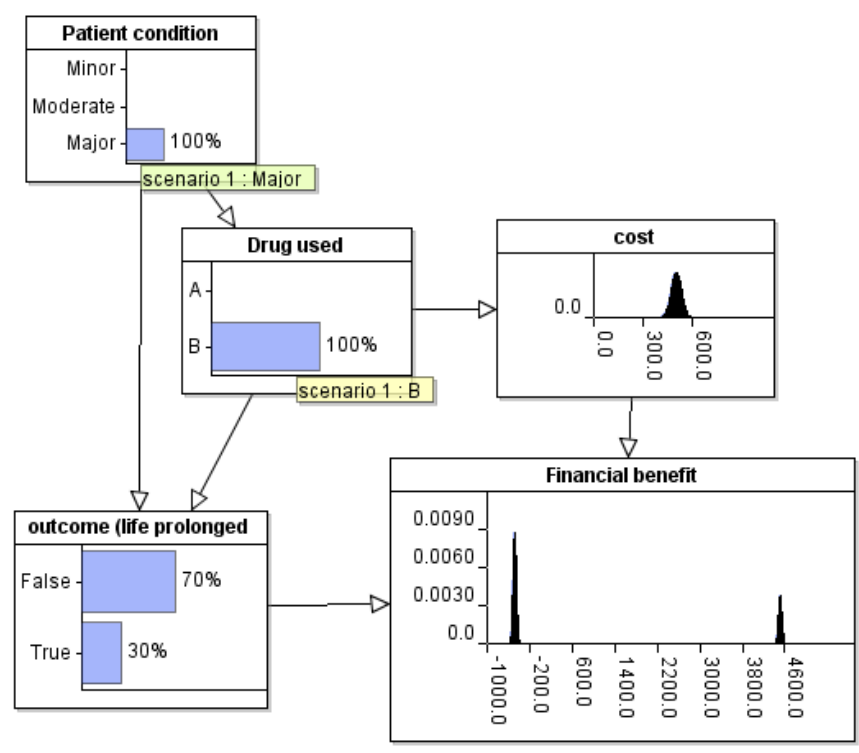 Patient condition
Minor
Moderate
Major
100%
scenario 1 : Major
Drug used
A
B
100%
scenario 1 : B
cost
0.0
0.0
300.0
600.0
outcome (life prolonged
False
70%
True
30%
Financial benefit
0.0090
0.0060
0.0030
0.0
-1000.0
-200.0
600.0
1400.0
2200.0
3000.0
3800.0
4600.0